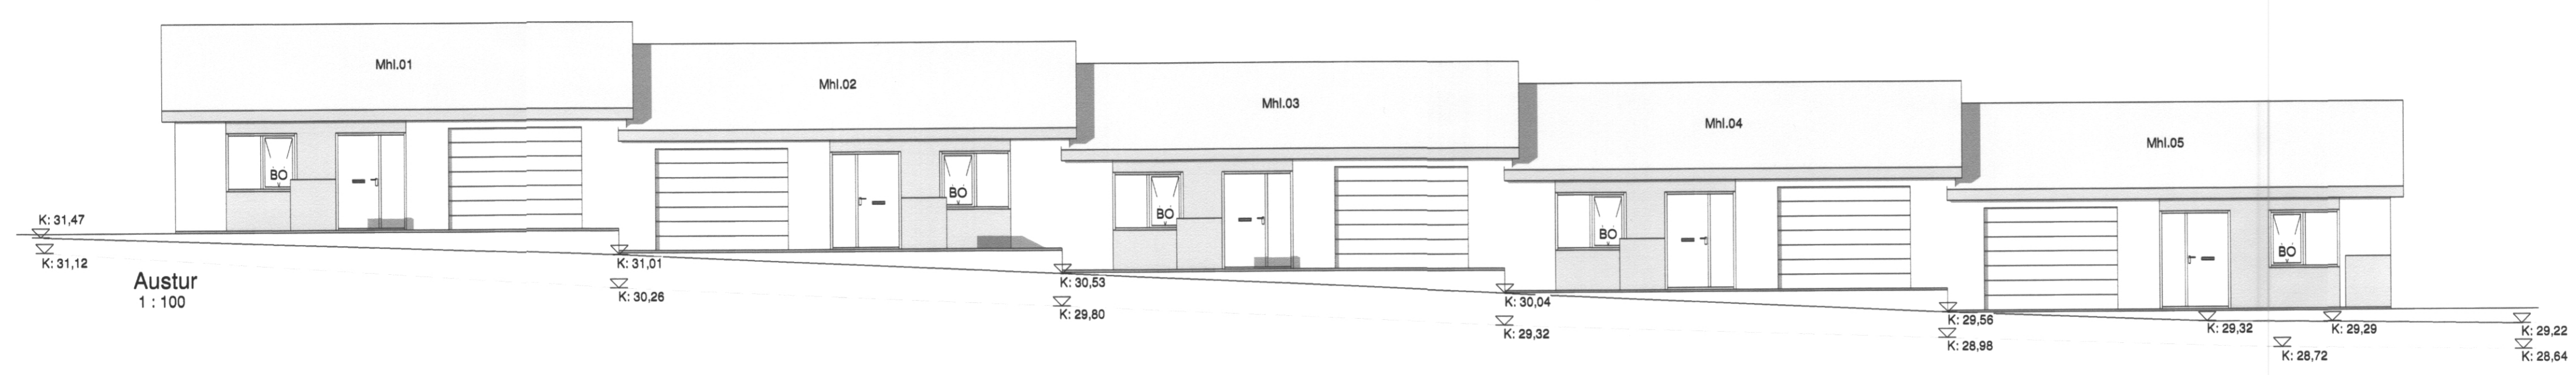 Mhl.01
Mhl.02
Mhl.03
Mhl.04
Mhl.05
BO
BO
BO
BO
BO
K: 31,47
K: 31,12
K: 31,01
K: 30,26
K: 30,53
K: 29,80
K: 30,04
K: 29,32
K: 29,56
K: 28,98
K: 29,32
K: 28,72
K: 29,29
K: 29,22
K: 28,64
Austur
1 : 100